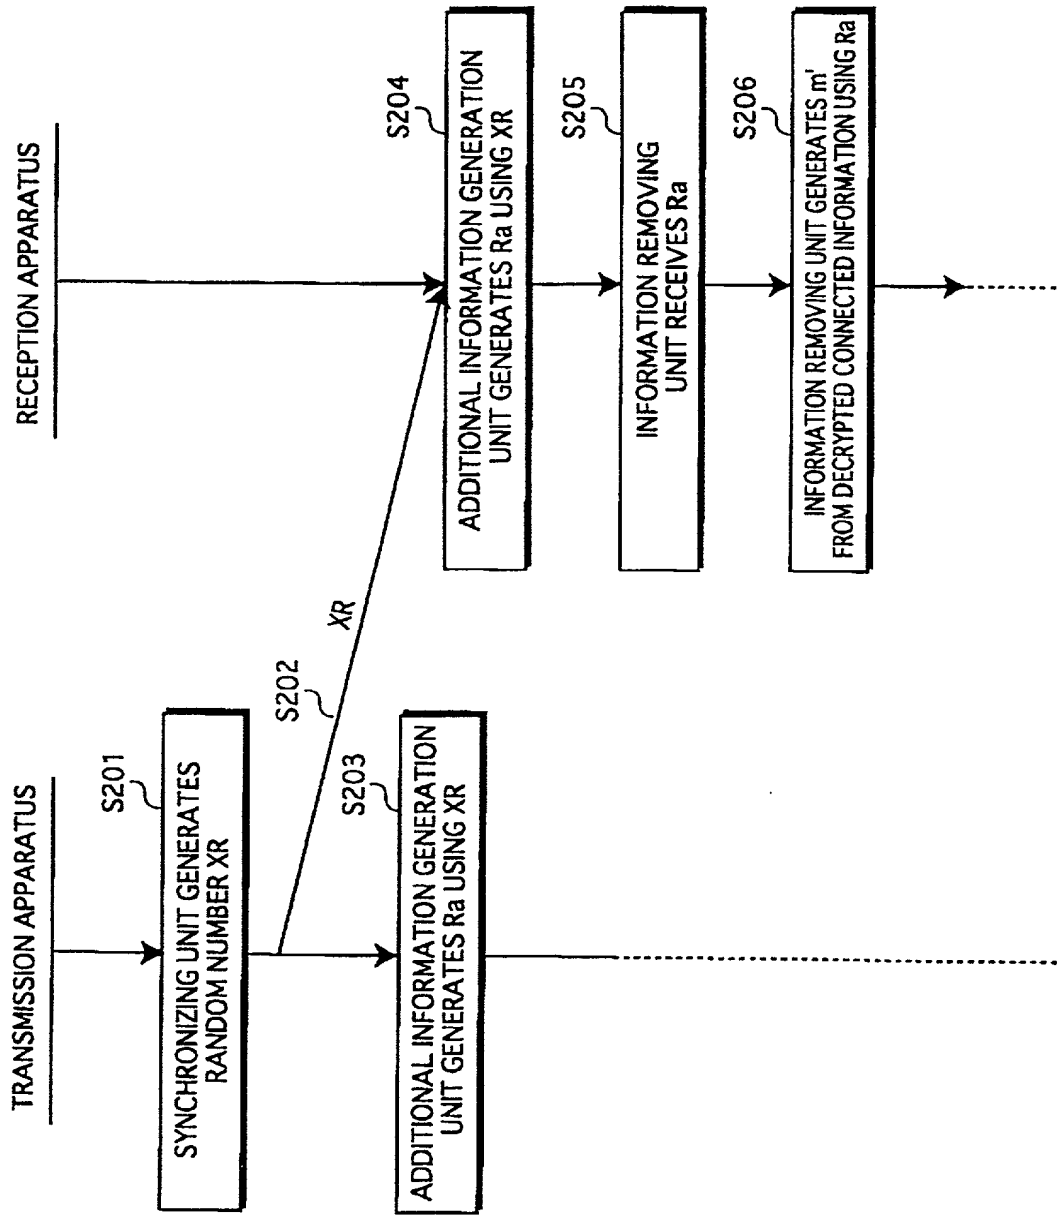 TRANSMISSION APPARATUS
S201
SYNCHRONIZING UNIT GENERATES
RANDOM NUMBER XR
S202
XR
S203
ADDITIONAL INFORMATION GENERATION
UNIT GENERATES Ra USING XR
RECEPTION APPARATUS
S204
ADDITIONAL INFORMATION GENERATION
UNIT GENERATES Ra USING XR
S205
INFORMATION REMOVING
UNIT RECEIVES Ra
S206
INFORMATION REMOVING UNIT GENERATES m'
FROM DECRYPTED CONNECTED INFORMATION USING Ra